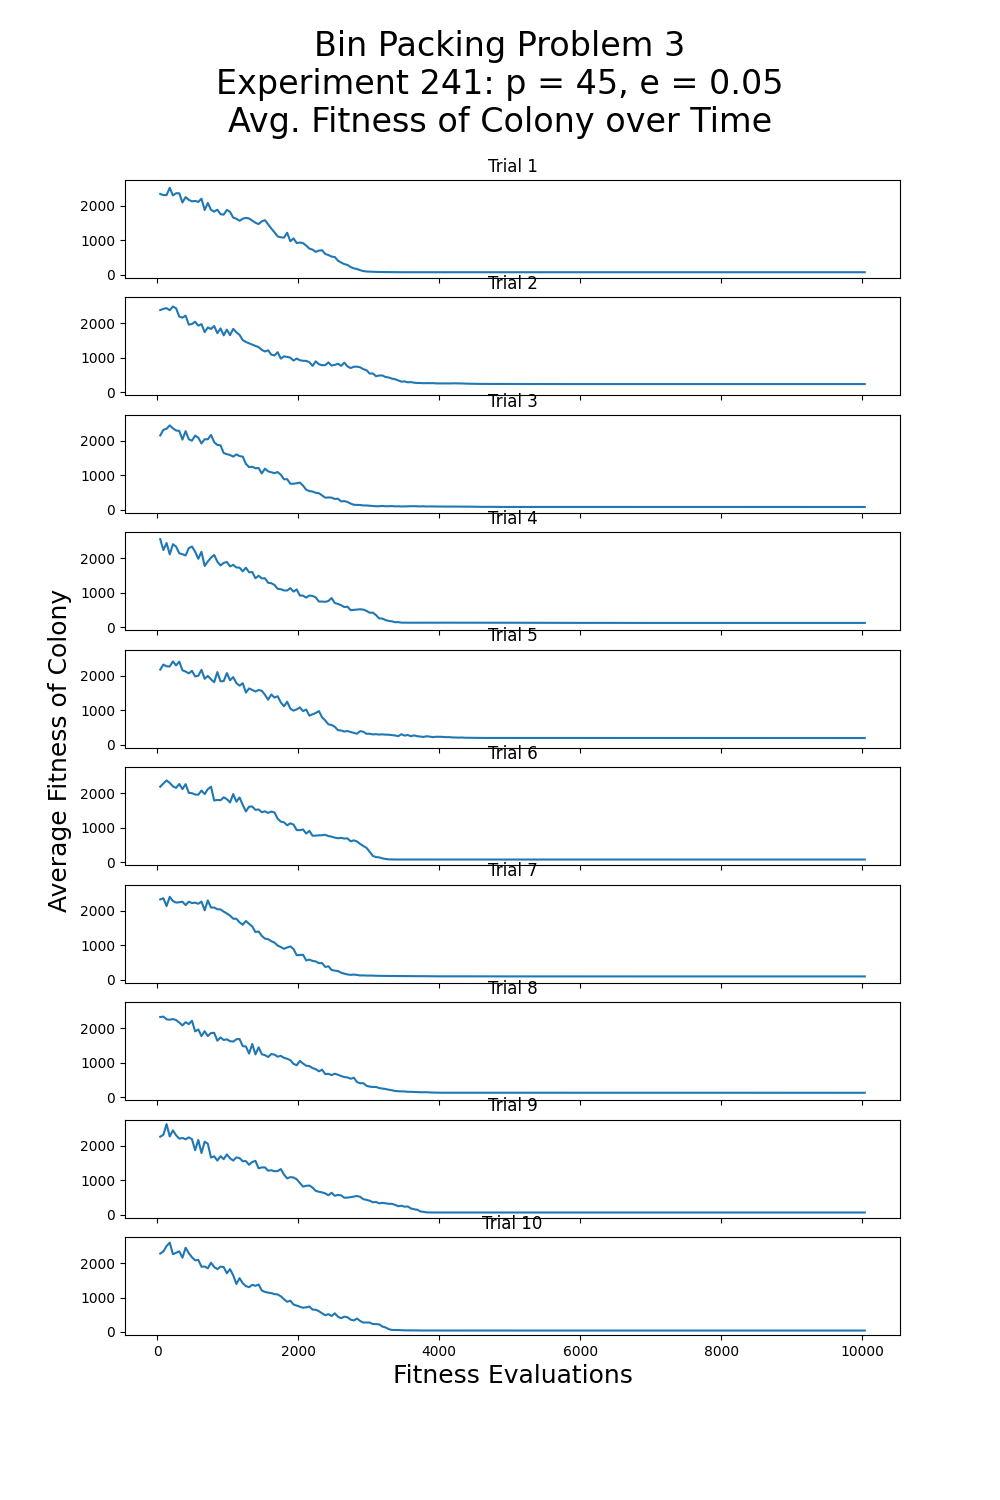 Bin Packing Problem 3
Experiment 241: p = 45, e = 0.05
Avg. Fitness of Colony over Time
Trial 1
2000
1000
0
Trial 2
2000
1000
0
Trial 3
2000
1000
0
Trial 4
2000
1000
0
Trial 5
2000
1000
0
Trial 6
2000
1000
0
Trial 7
2000
1000
0
Trial 8
2000
1000
0
Trial 9
2000
1000
0
Trial 10
2000
1000
0
0 2000 4000 6000 8000 10000
Fitness Evaluations
Average Fitness of Colony